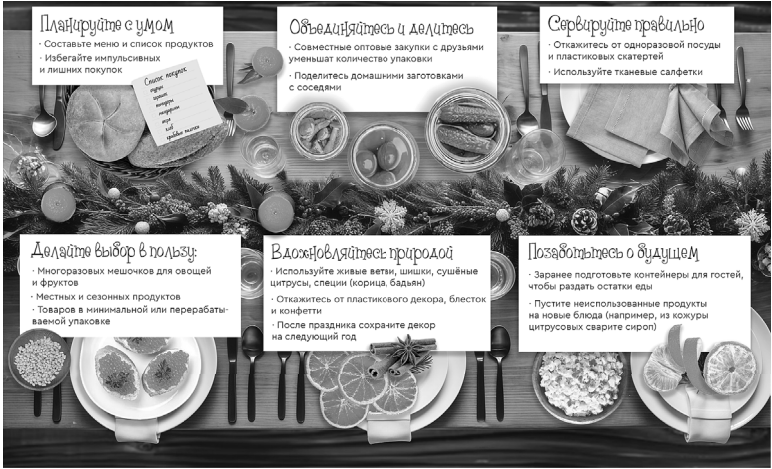 Планируйте с умом
· Составьте меню и список продуктов
· Избегайте импульсивных
и лишних покупок
Список покупок
Объединяйтесь и делитесь
· Совместные оптовые закупки с друзьями
уменьшат количество упаковки
· Поделитесь домашними заготовками
с соседями
Сервируйте правильно
· Откажитесь от одноразовой посуды
и пластиковых скатертей
· Используйте тканевые салфетки
Делайте выбор в пользу:
· Многоразовых мешочков для овощей
и фруктов
· Местных и сезонных продуктов
· Товаров в минимальной или перерабаты-
ваемой упаковке
Вдохновляйтесь природой
· Используйте живые ветви, шишки, сушёные
цитрусы, специи (корица, бадьян)
· Откажитесь от пластикового декора, блесток
и конфетти
· После праздника сохраните декор
на следующий год
Позаботьтесь о будущем
· Заранее подготовьте контейнеры для гостей,
чтобы раздать остатки еды
· Пустите неиспользованные продукты
на новые блюда (например, из кожуры
цитрусовых сварите сироп)